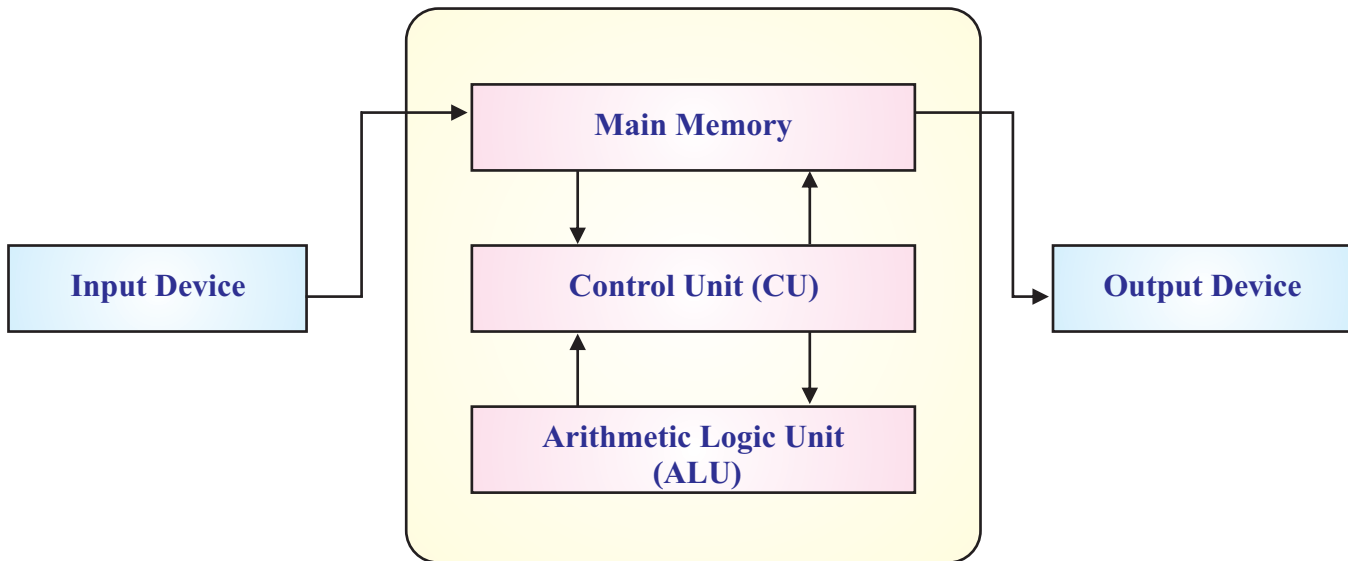 Main Memory
Input Device
Control Unit (CU)
Output Device
Arithmetic Logic Unit
(ALU)